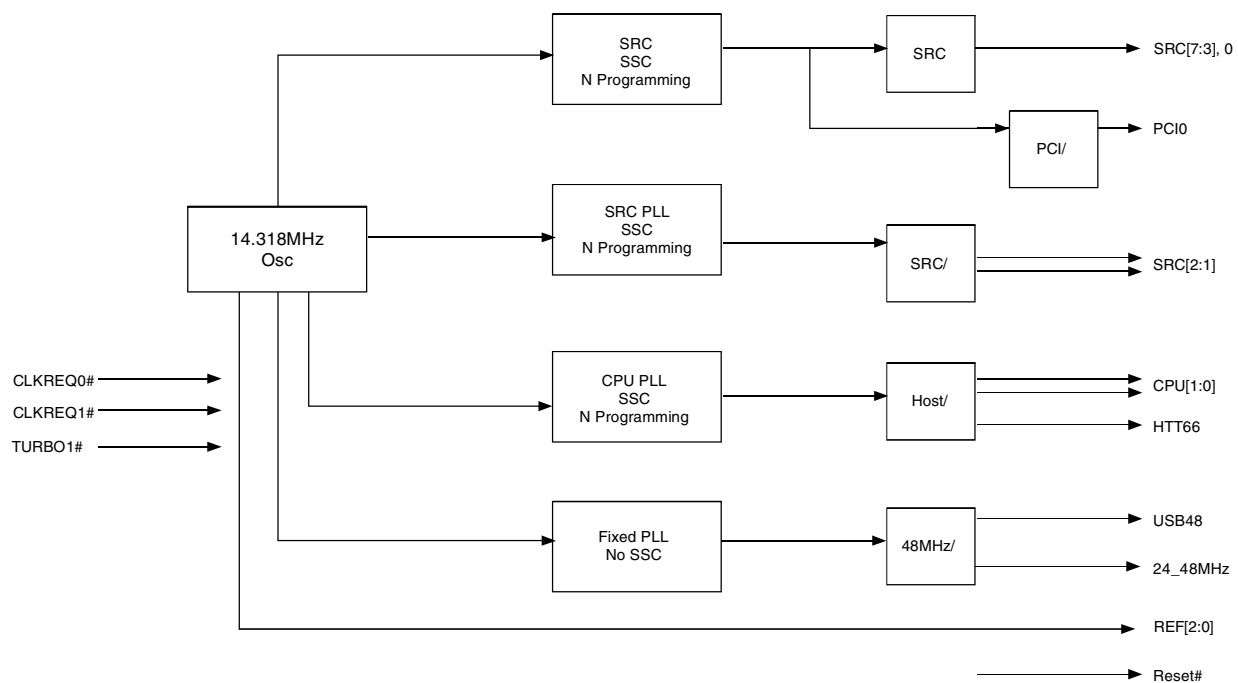 SRC
SSC
N Programming
SRC
SRC[7:3], 0
PCI/
PCI0
14.318MHz
Osc
SRC PLL
SSC
N Programming
SRC/
SRC[2:1]
CLKREQ0#
CLKREQ1#
TURBO1#
CPU PLL
SSC
N Programming
Host/
CPU[1:0]
HTT66
Fixed PLL
No SSC
48MHz/
USB48
24_48MHz
REF[2:0]
Reset#